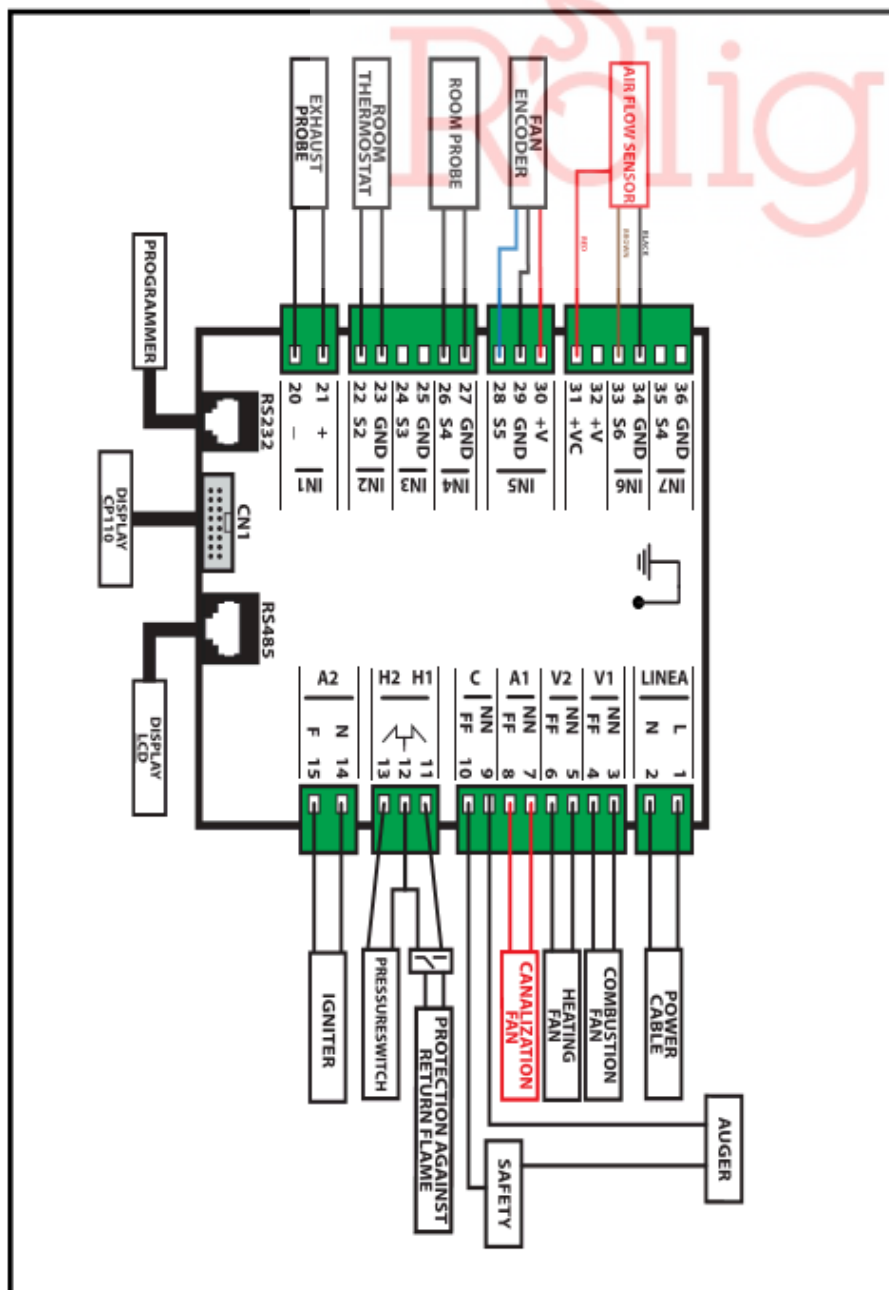 Rolig
EXHAUST
PROBE
ROOM
THERMOSTAT
ROOM PROBE
FAN
ENCODER
AIR FLOW SENSOR
RED
BROWN
BLACK
PROGRAMMER
RS232
DISPLAY
CP110
CN1
DISPLAY
LCD
RS485
20 —
21 +
IN1
22 S2
23 GND
IN2
24 S3
25 GND
IN3
26 S4
27 GND
IN4
28 S5
29 GND
30 +V
IN5
31 +VC
32 +V
33 S6
34 GND
IN6
35 S4
36 GND
IN7
LINEA
L 1
N 2
V1
NN 3
FF 4
V2
NN 5
FF 6
A1
NN 7
FF 8
C
NN 9
FF 10
H2 H1
11
12
13
A2
N 14
F 15
IGNITER
PRESSURESWITCH
PROTECTION AGAINST
RETURN FLAME
CANALIZATION
FAN
HEATING
FAN
COMBUSTION
FAN
POWER
CABLE
SAFETY
AUGER